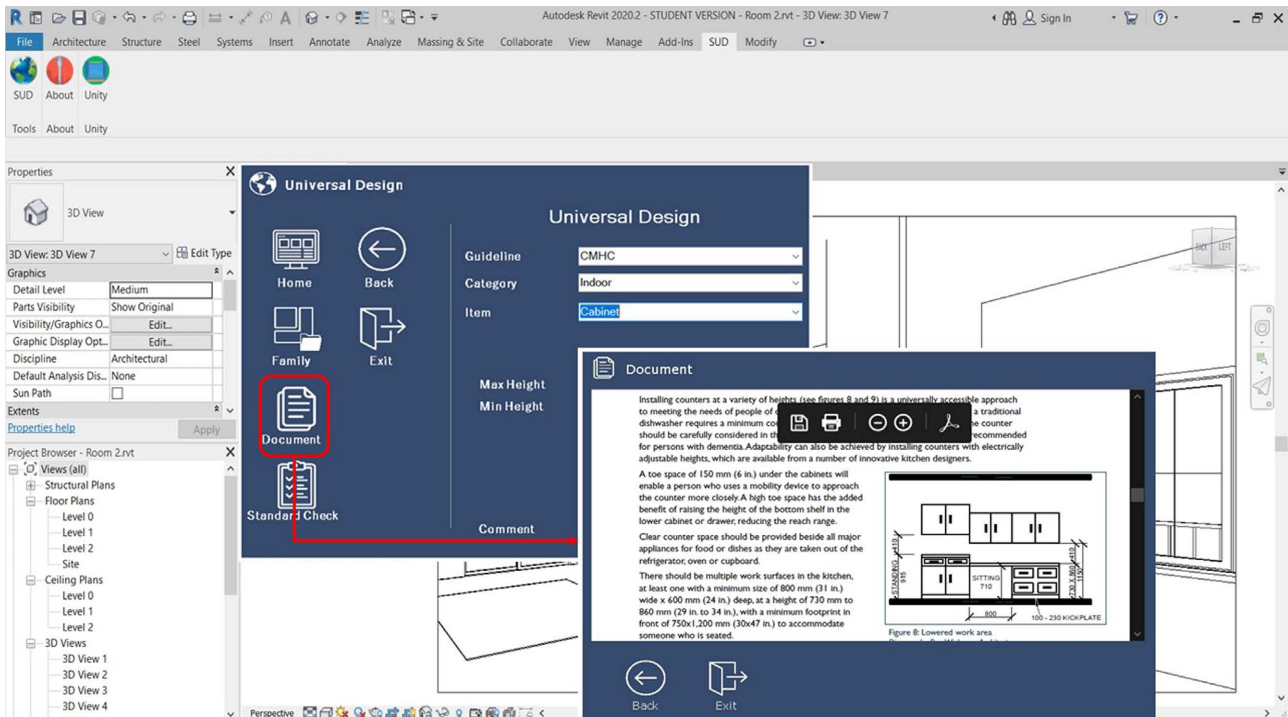 Autodesk Revit 2020.2 - STUDENT VERSION - Room 2.rvt - 3D View: 3D View 7
Sign In
File Architecture Structure Steel Systems Insert Annotate Analyze Massing & Site Collaborate View Manage Add-Ins SUD Modify
SUD About Unity
Tools About Unity
Properties
3D View
3D View: 3D View 7
Edit Type
Graphics
Detail Level Medium
Parts Visibility Show Original
Visibility/Graphics O... Edit...
Graphic Display Opt... Edit...
Discipline Architectural
Default Analysis Dis... None
Sun Path
Extents
Properties help Apply
Project Browser - Room 2.rvt
Views (all)
Structural Plans
Floor Plans
Level 0
Level 1
Level 2
Site
Ceiling Plans
Level 0
Level 1
Level 2
3D Views
3D View 1
3D View 2
3D View 3
3D View 4
Universal Design
Home Back
Family Exit
Document
Standard Check
Universal Design
Guideline CMHC
Category Indoor
Item Cabinet
Max Height
Min Height
Comment
Document
Installing counters at a variety of heights (see figures 8 and 9) is a universally accessible approach
to meeting the needs of people of a traditional
dishwasher requires a minimum counter
should be carefully considered in recommended
for persons with dementia. Adaptability can also be achieved by installing counters with electrically
adjustable heights, which are available from a number of innovative kitchen designers.
A toe space of 150 mm (6 in.) under the cabinets will
enable a person who uses a mobility device to approach
the counter more closely. A high toe space has the added
benefit of raising the height of the bottom shelf in the
lower cabinet or drawer, reducing the reach range.
Clear counter space should be provided beside all major
appliances for food or dishes as they are taken out of the
refrigerator, oven or cupboard.
There should be multiple work surfaces in the kitchen,
at least one with a minimum size of 800 mm (31 in.)
wide x 600 mm (24 in.) deep, at a height of 730 mm to
860 mm (29 in. to 34 in.), with a minimum footprint in
front of 750x1,200 mm (30x47 in.) to accommodate
someone who is seated.
410
STANDING
915
SITTING
710
410
730 X 860
1150
800
100 - 230 KICKPLATE
Figure 8: Lowered work area
Back Exit
BACK LEFT
Perspective